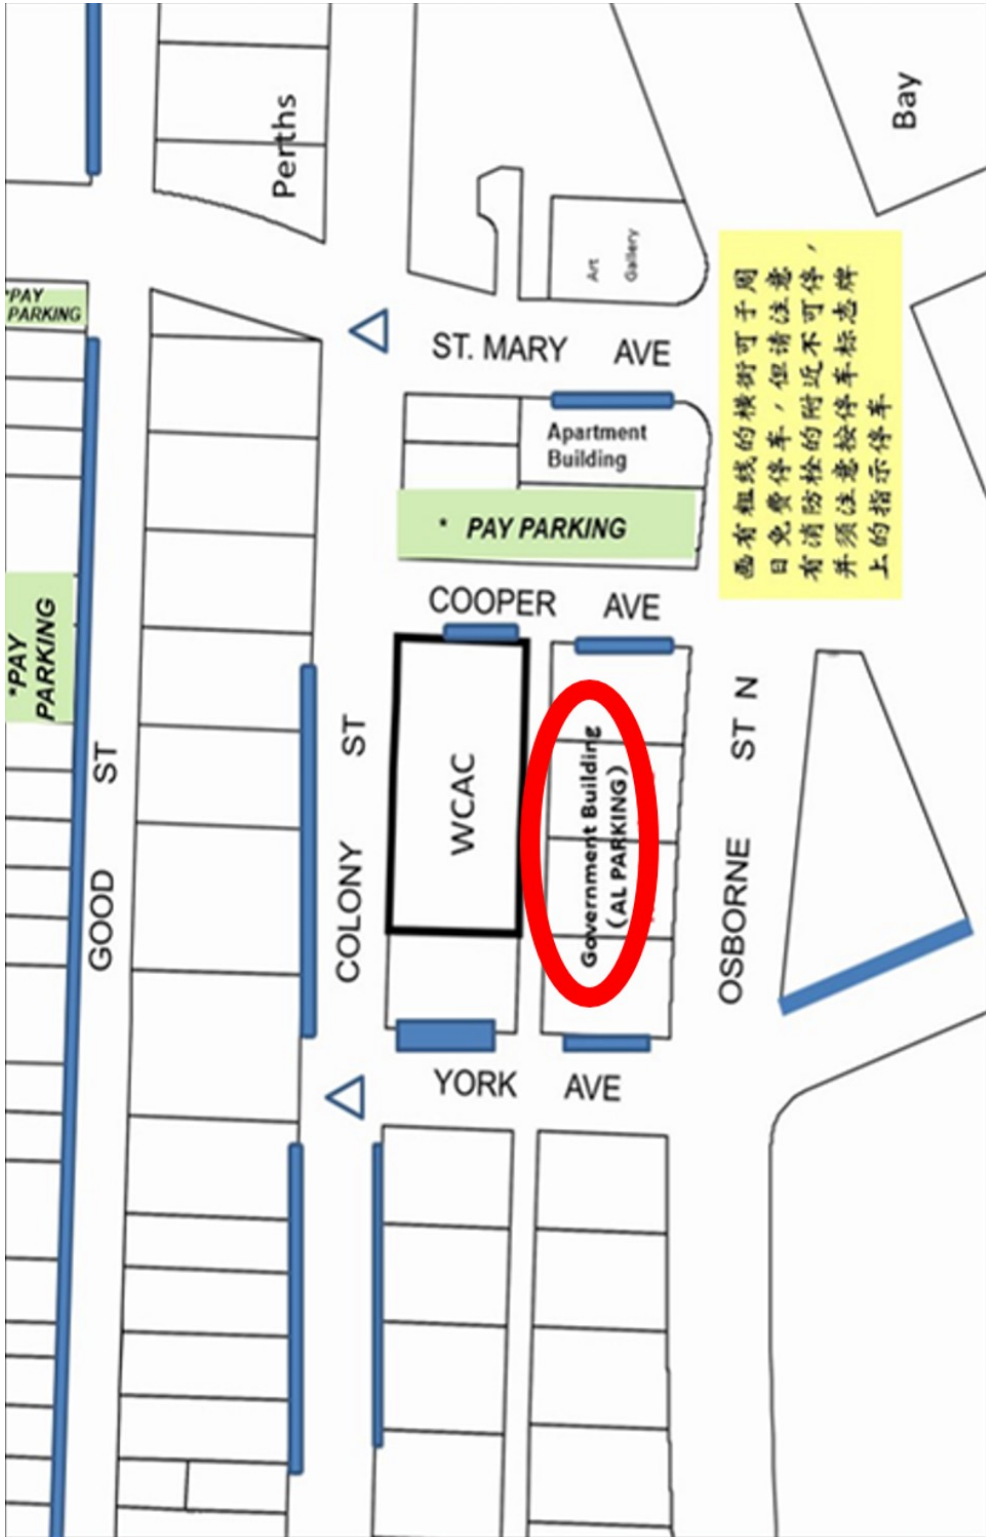 Perths
Bay
Art
Gallery
*PAY
PARKING
ST. MARY AVE
画有粗线的横街可于周
日免费停车，但请注意
有消防栓的附近不可停，
并须注意按停车标志牌
上的指示停车
Apartment
Building
* PAY PARKING
COOPER AVE
*PAY
PARKING
GOOD ST
COLONY ST
WCAC
Government Building
(AL PARKING)
OSBORNE ST N
YORK AVE